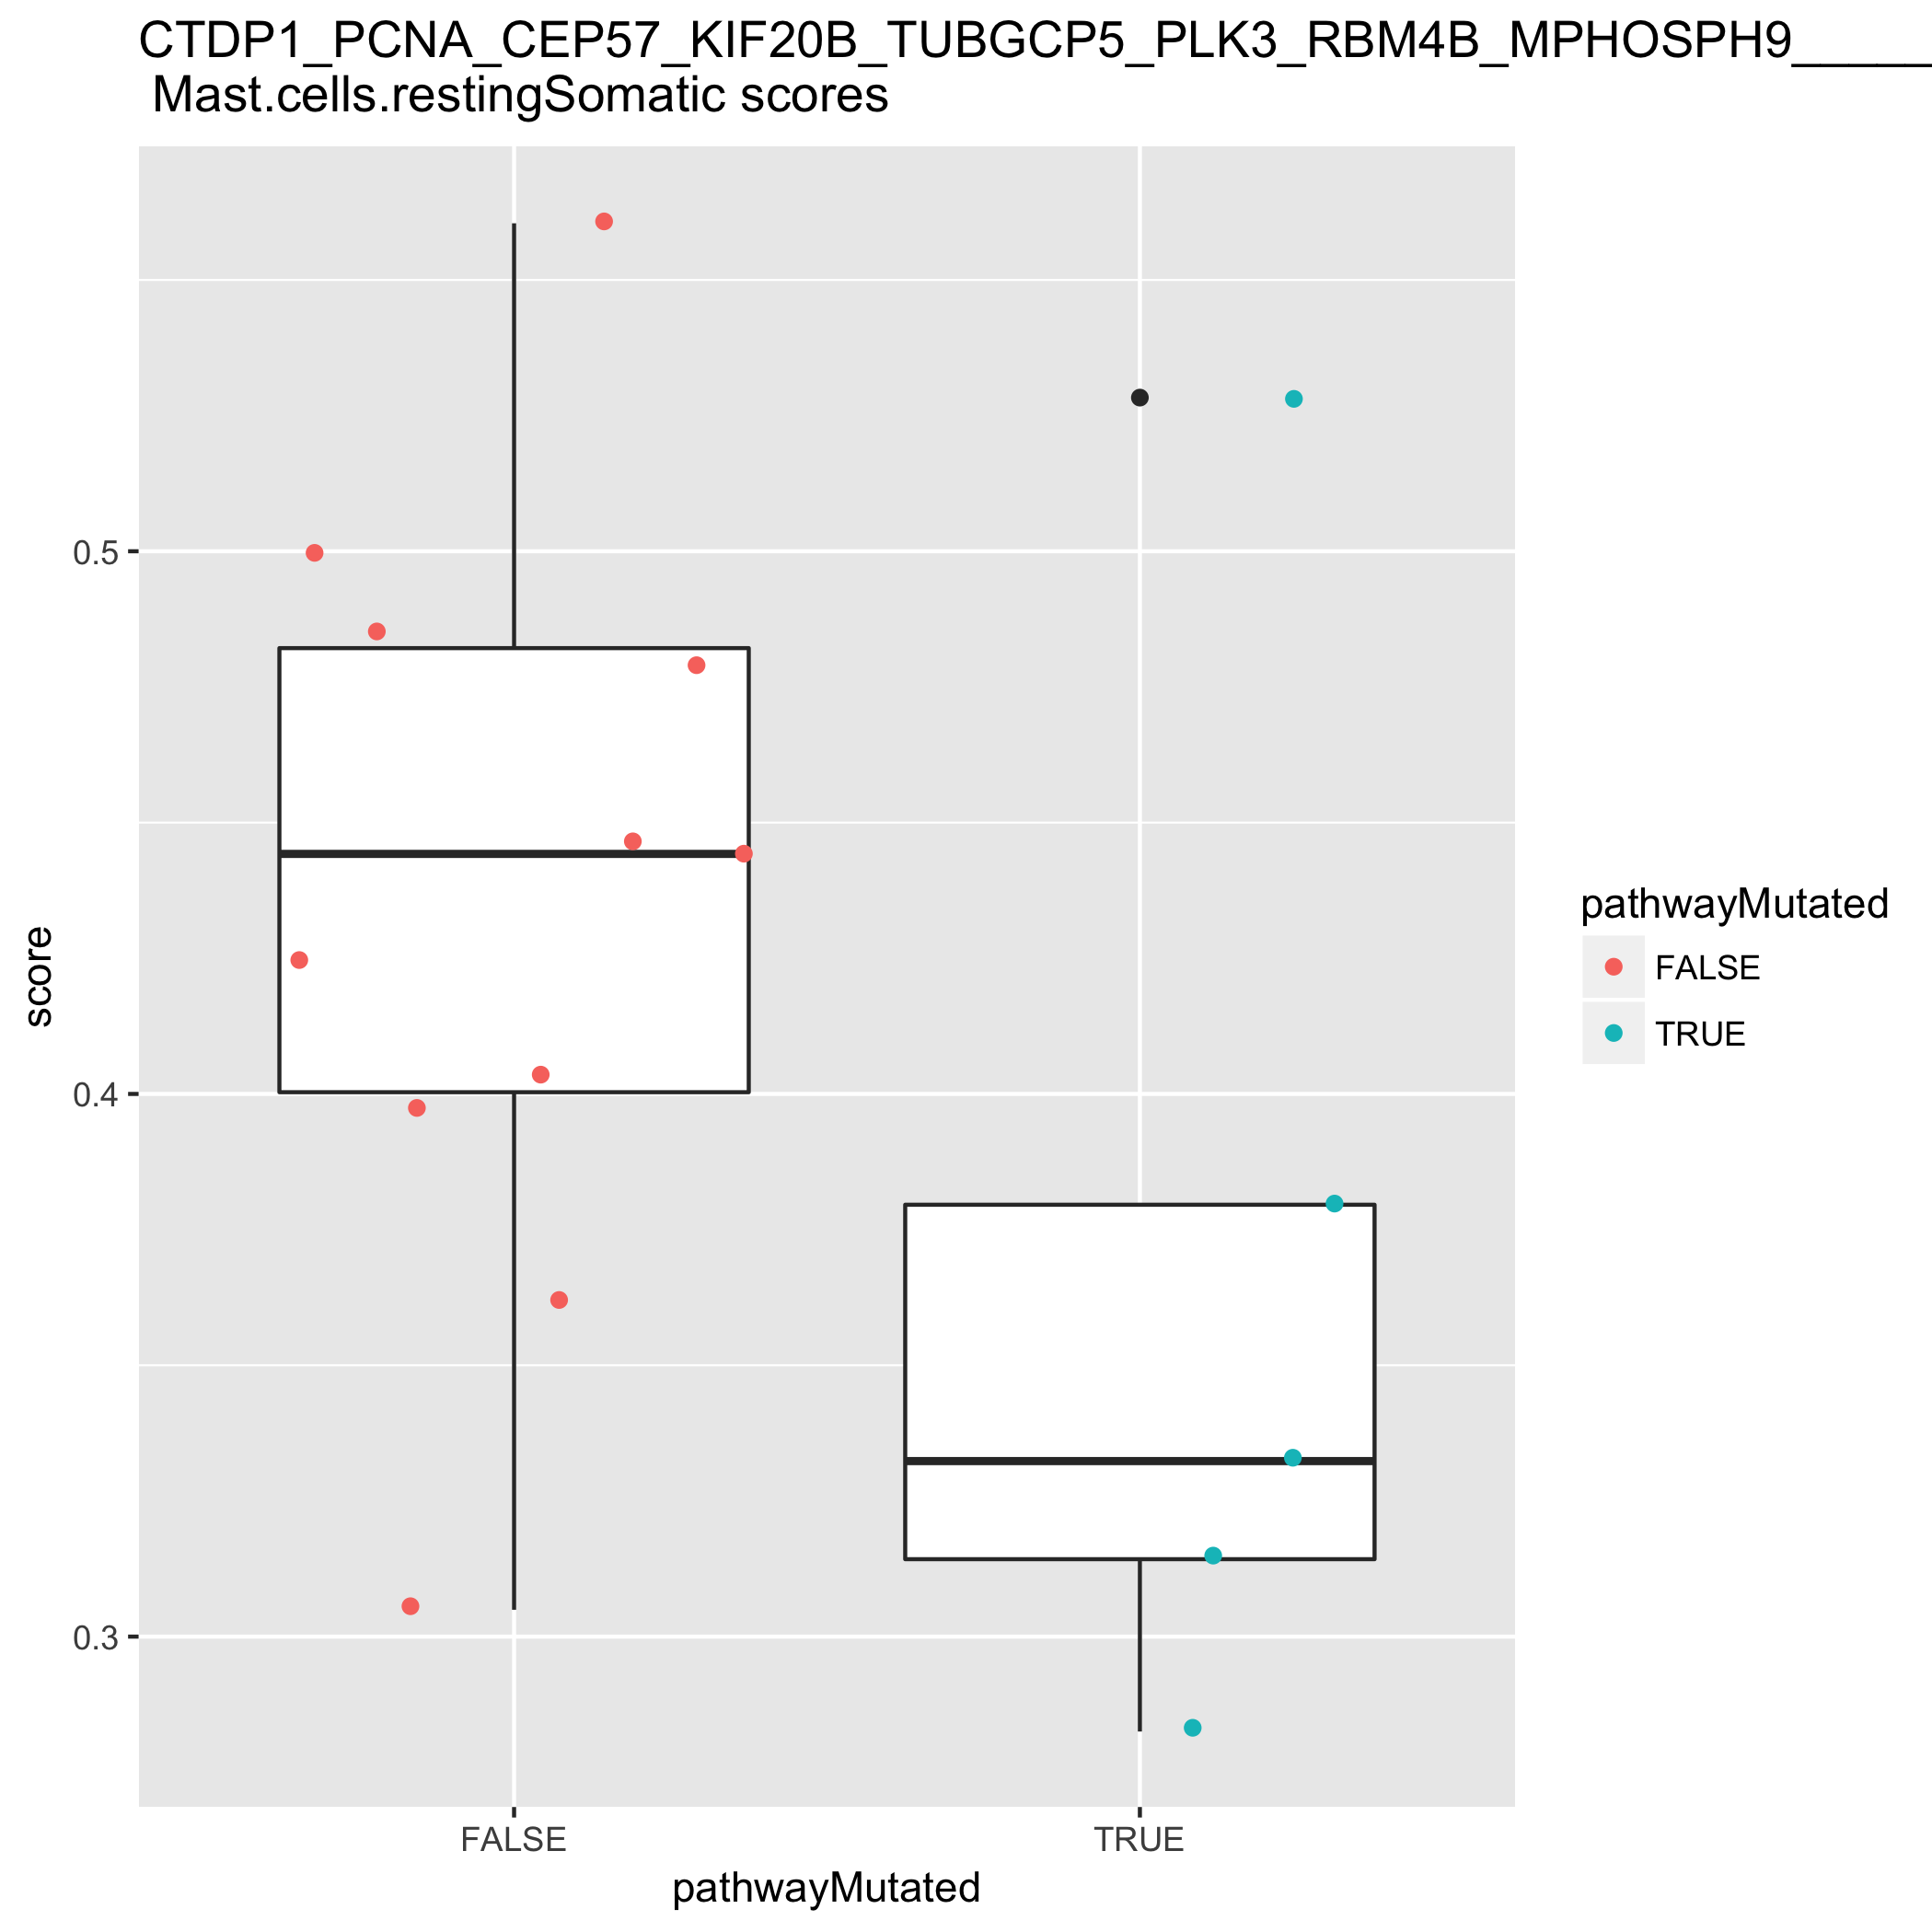 CTDP1_PCNA_CEP57_KIF20B_TUBGCP5_PLK3_RBM4B_MPHOSPH9_____
Mast.cells.restingSomatic scores
0.5
0.4
0.3
score
FALSE
TRUE
pathwayMutated
pathwayMutated
FALSE
TRUE